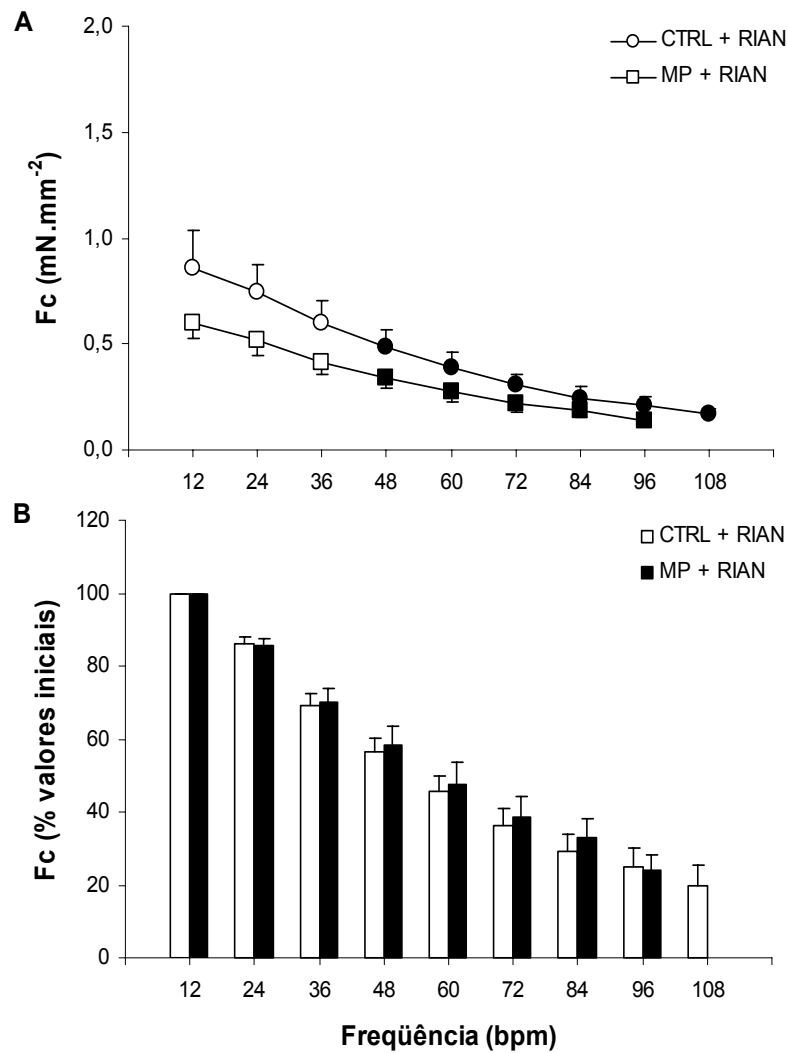 A
2,0
1,5
1,0
0,5
0,0
Fc (mN.mm-2)
CTRL + RIAN
MP + RIAN
12 24 36 48 60 72 84 96 108
B
120
100
80
60
40
20
0
Fc (% valores iniciais)
CTRL + RIAN
MP + RIAN
12 24 36 48 60 72 84 96 108
Freqüência (bpm)